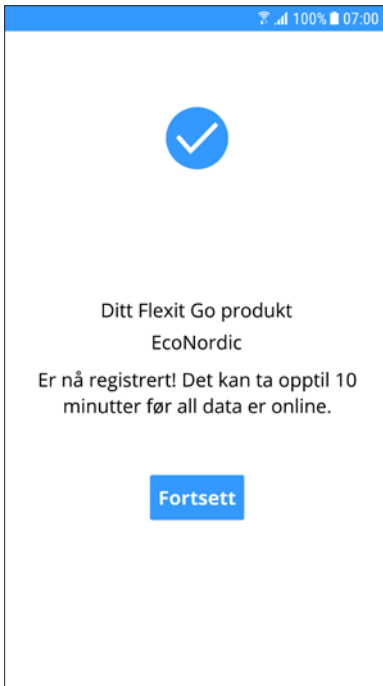 100% 07:00
Ditt Flexit Go produkt
EcoNordic
Er nå registrert! Det kan ta opptil 10
minutter før all data er online.
Fortsett